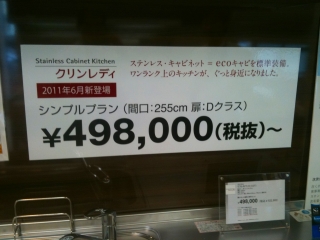 Stainless Cabinet Kitchen
クリンレディ
2011年6月新登場
ステンレス・キャビネット = ecoキャビを標準装備。
ワンランク上のキッチンが、ぐっと身近になりました。
シンプルプラン (間口:255cm 扉:Dクラス)
¥498,000(税抜)〜
498,000